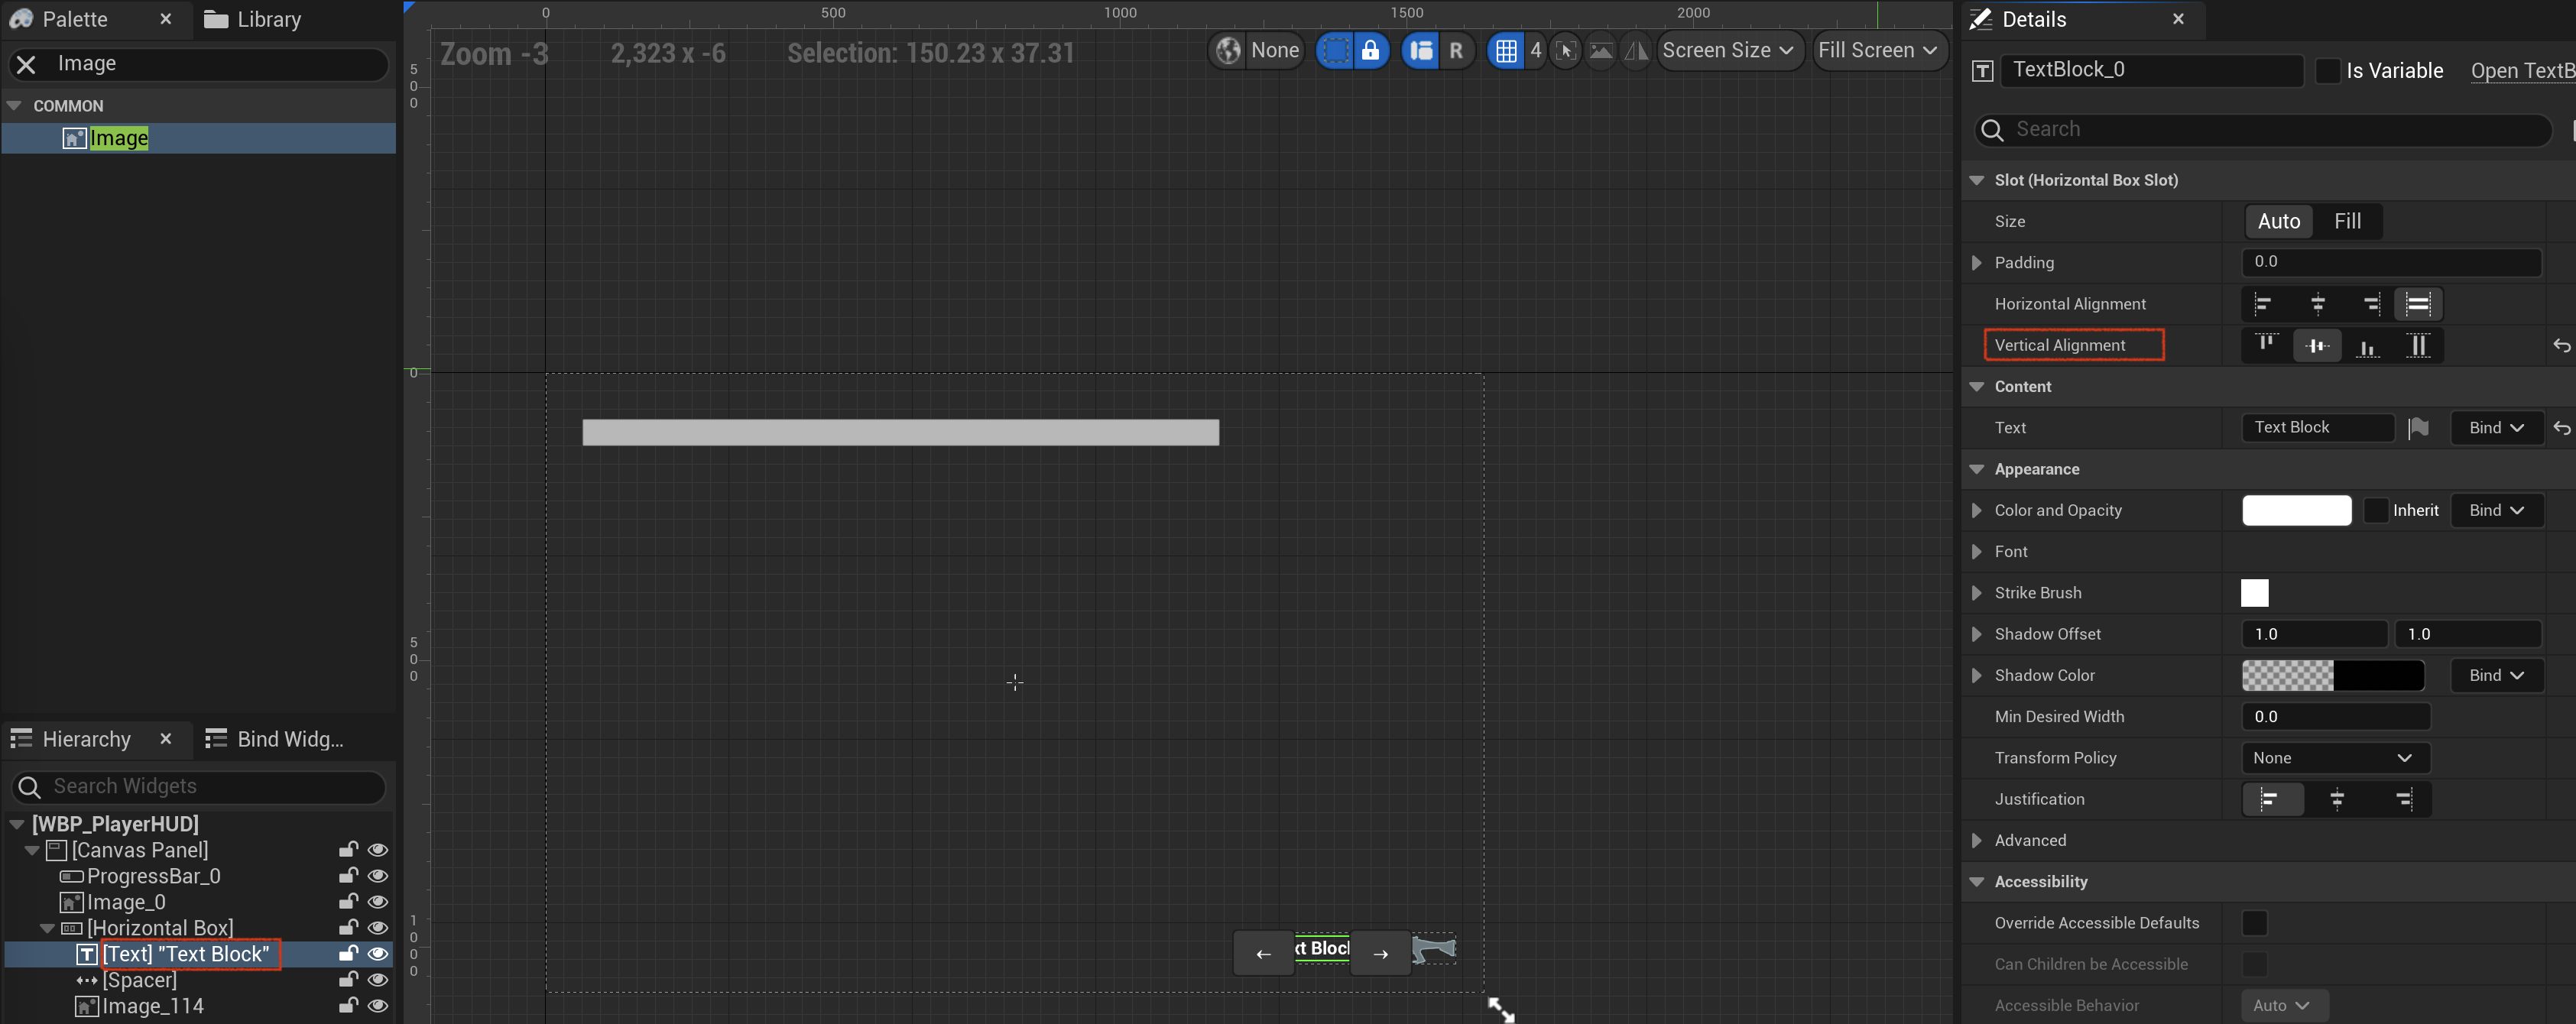 Palette
Library
Image
COMMON
Image
Hierarchy
Bind Widg...
Search Widgets
[WBP_PlayerHUD]
[Canvas Panel]
ProgressBar_0
Image_0
[Horizontal Box]
[Text] "Text Block"
[Spacer]
Image_114
0
500
1000
1500
2000
Zoom -3
2,323 x -6
Selection: 150.23 x 37.31
None
R
4
Screen Size
Fill Screen
500
0
500
1000
xt Block
Details
TextBlock_0
Is Variable
Open TextB
Search
Slot (Horizontal Box Slot)
Size
Auto
Fill
Padding
0.0
Horizontal Alignment
Vertical Alignment
Content
Text
Text Block
Bind
Appearance
Color and Opacity
Inherit
Bind
Font
Strike Brush
Shadow Offset
1.0
1.0
Shadow Color
Bind
Min Desired Width
0.0
Transform Policy
None
Justification
Advanced
Accessibility
Override Accessible Defaults
Can Children be Accessible
Accessible Behavior
Auto